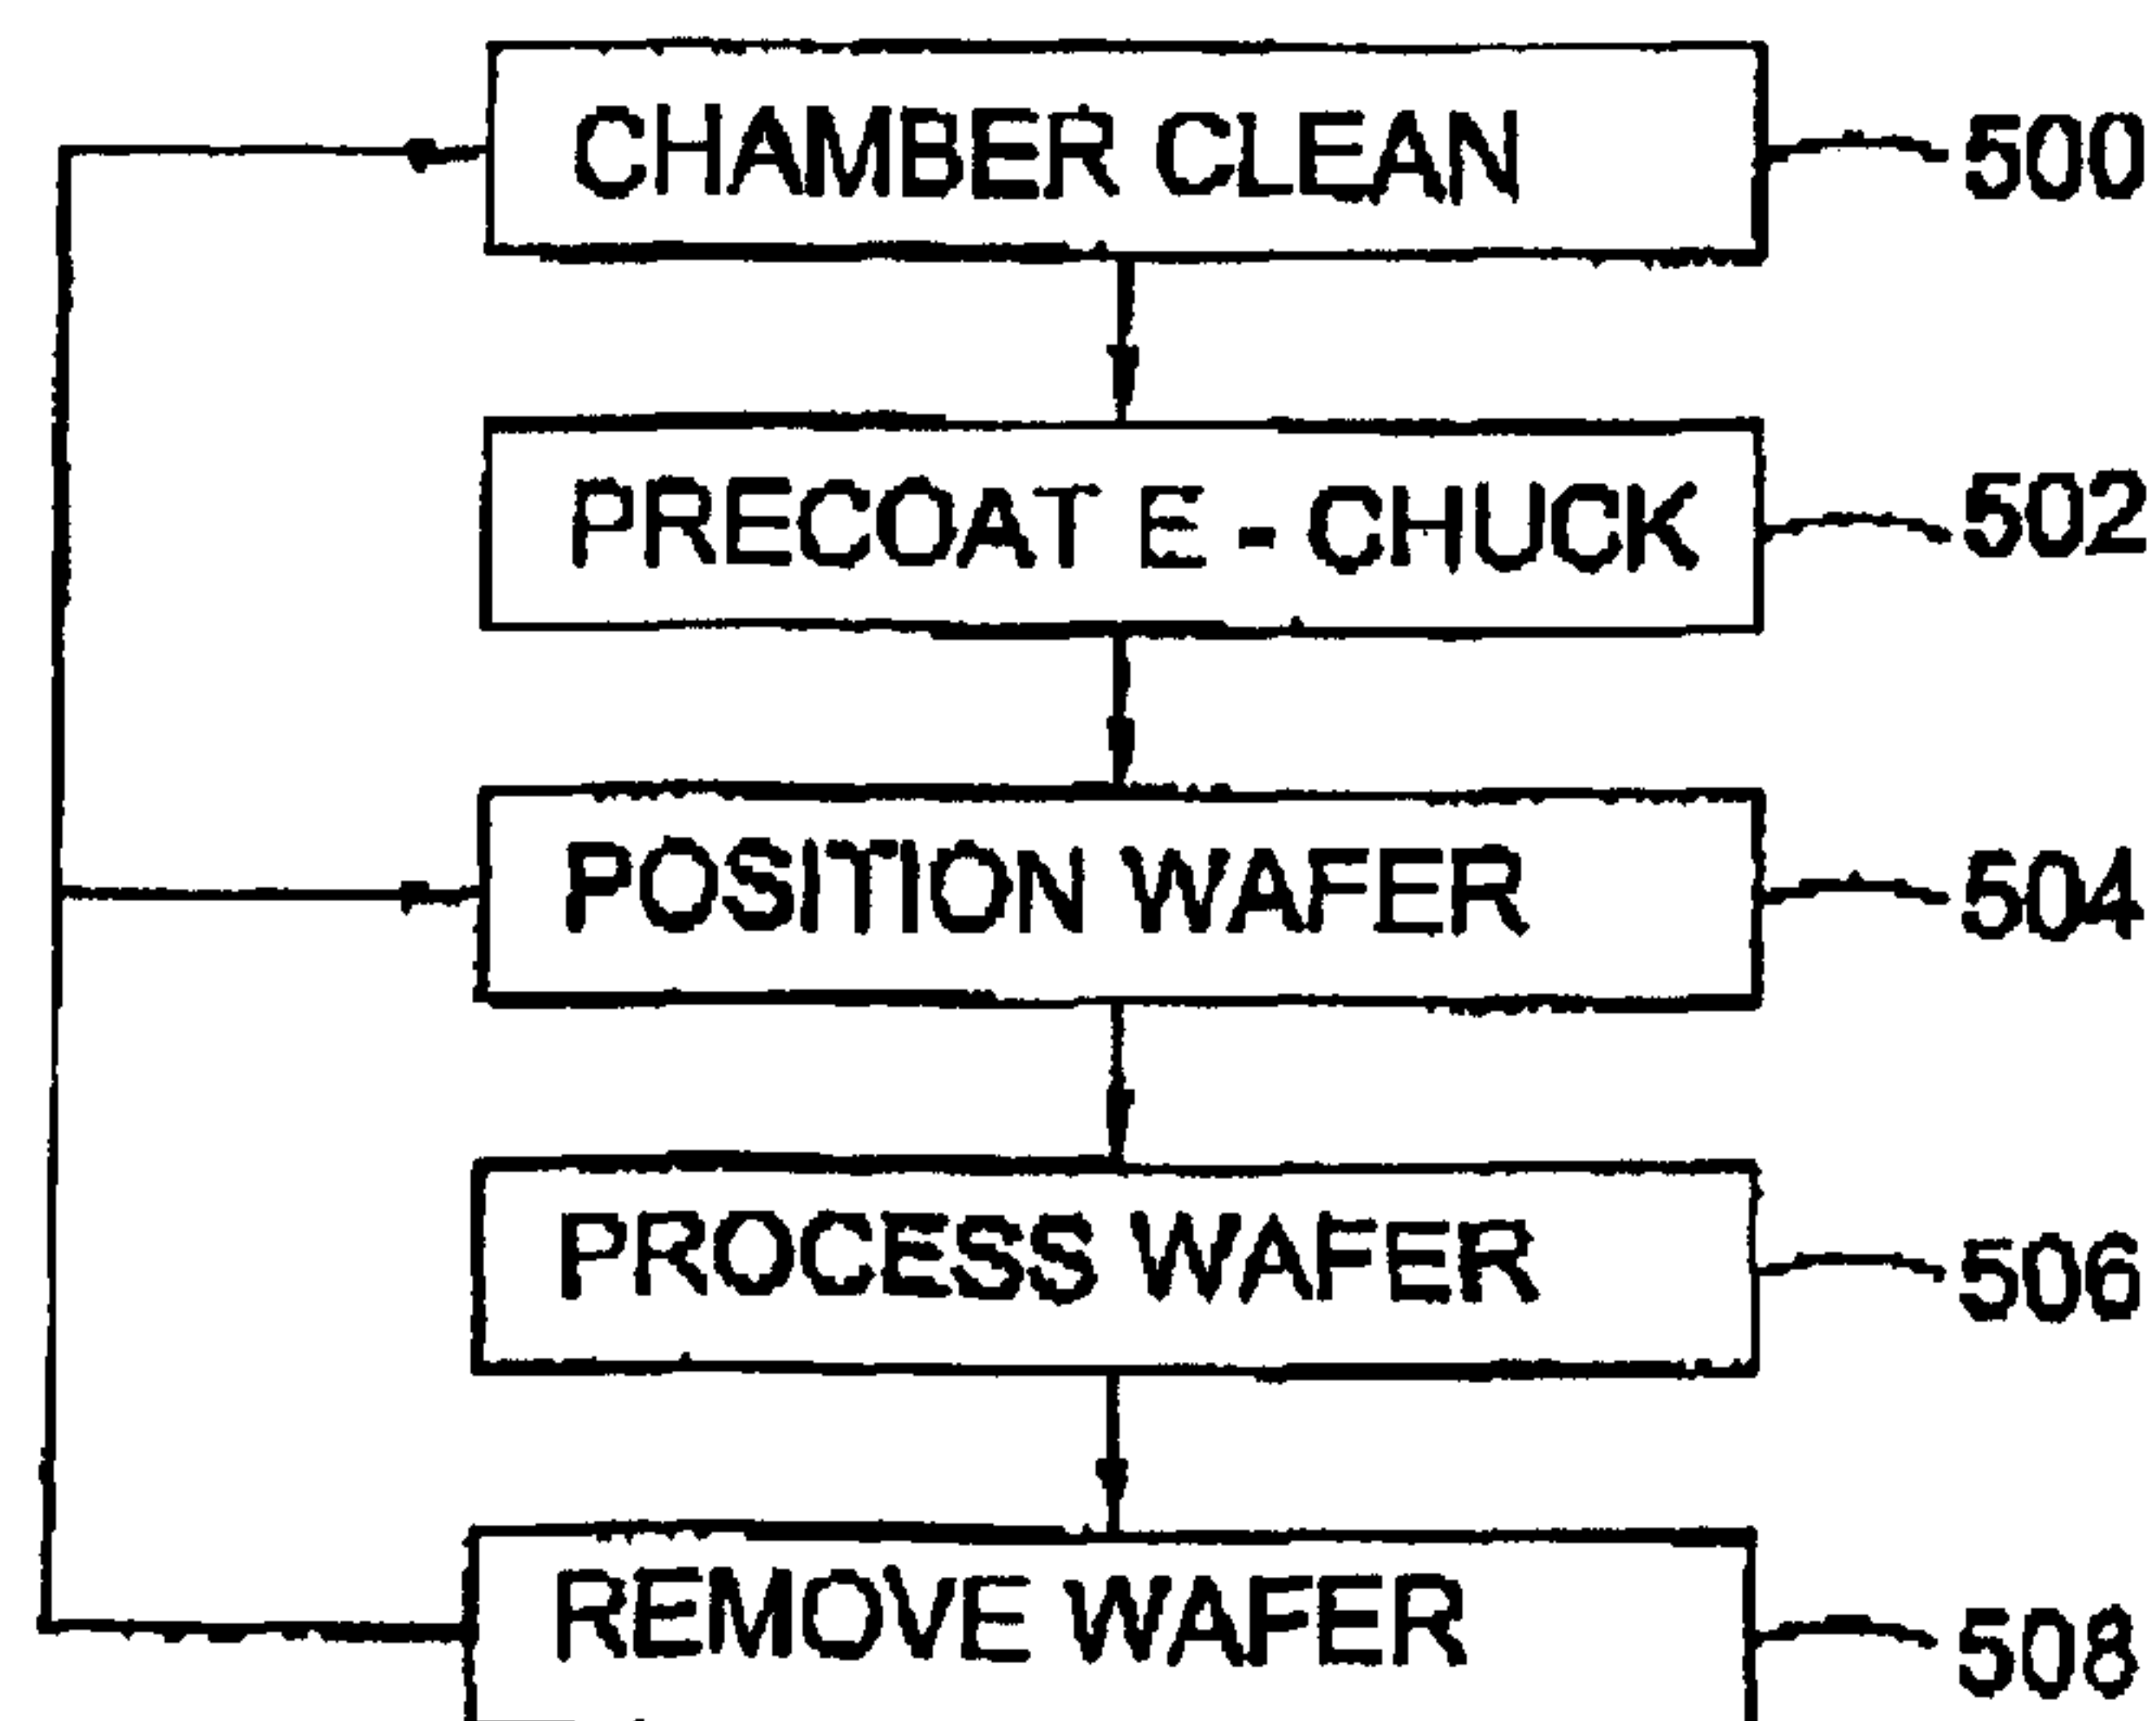 CHAMBER CLEAN 500
PRECOAT E - CHUCK 502
POSITION WAFER 504
PROCESS WAFER 506
REMOVE WAFER 508